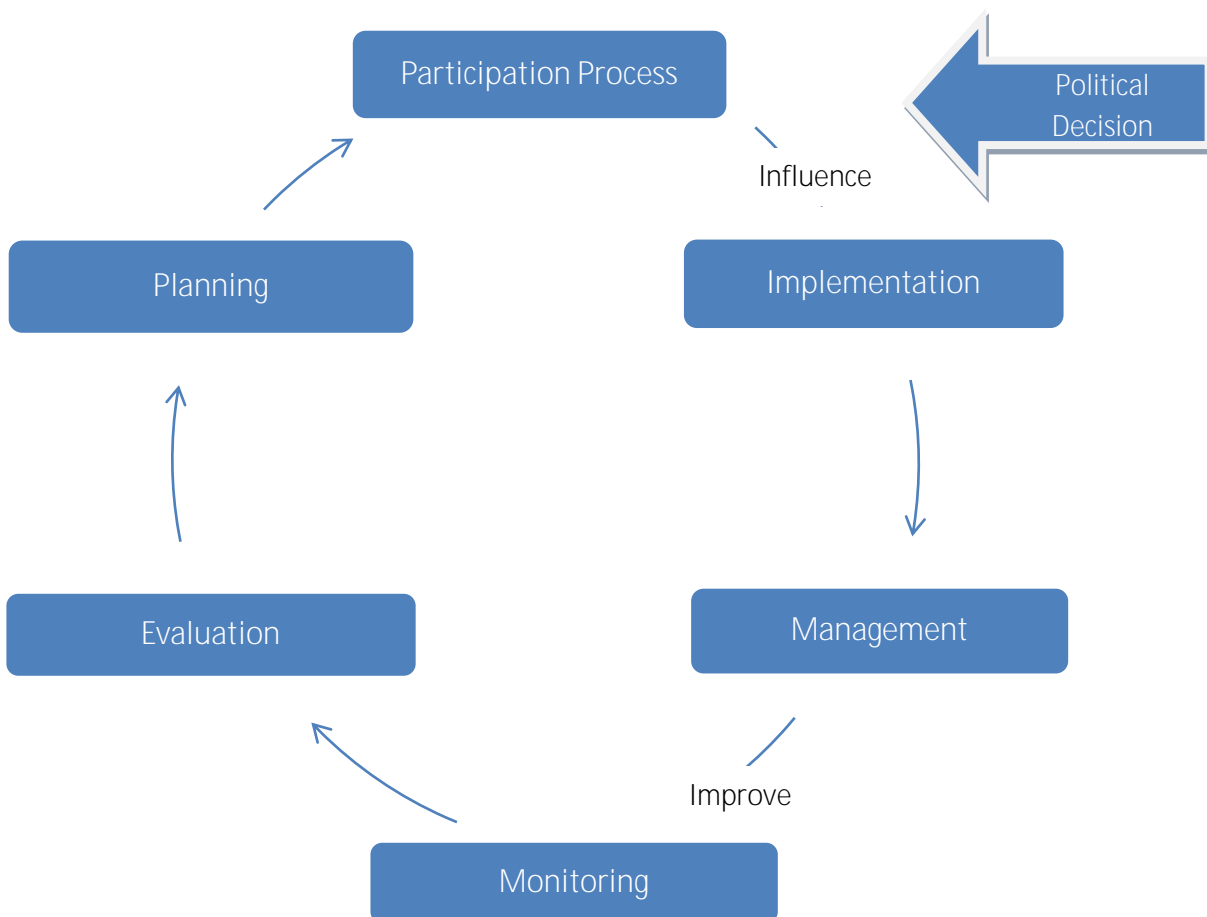 Participation Process
Political
Decision
Influence
Planning
Implementation
Evaluation
Management
Improve
Monitoring